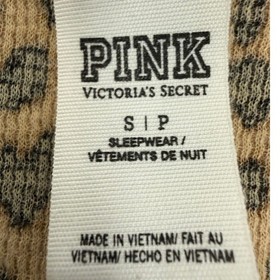 PINK
VICTORIA'S SECRET
S | P
SLEEPWEAR /
VÊTEMENTS DE NUIT
MADE IN VIETNAM/ FAIT AU
VIETNAM/ HECHO EN VIETNAM